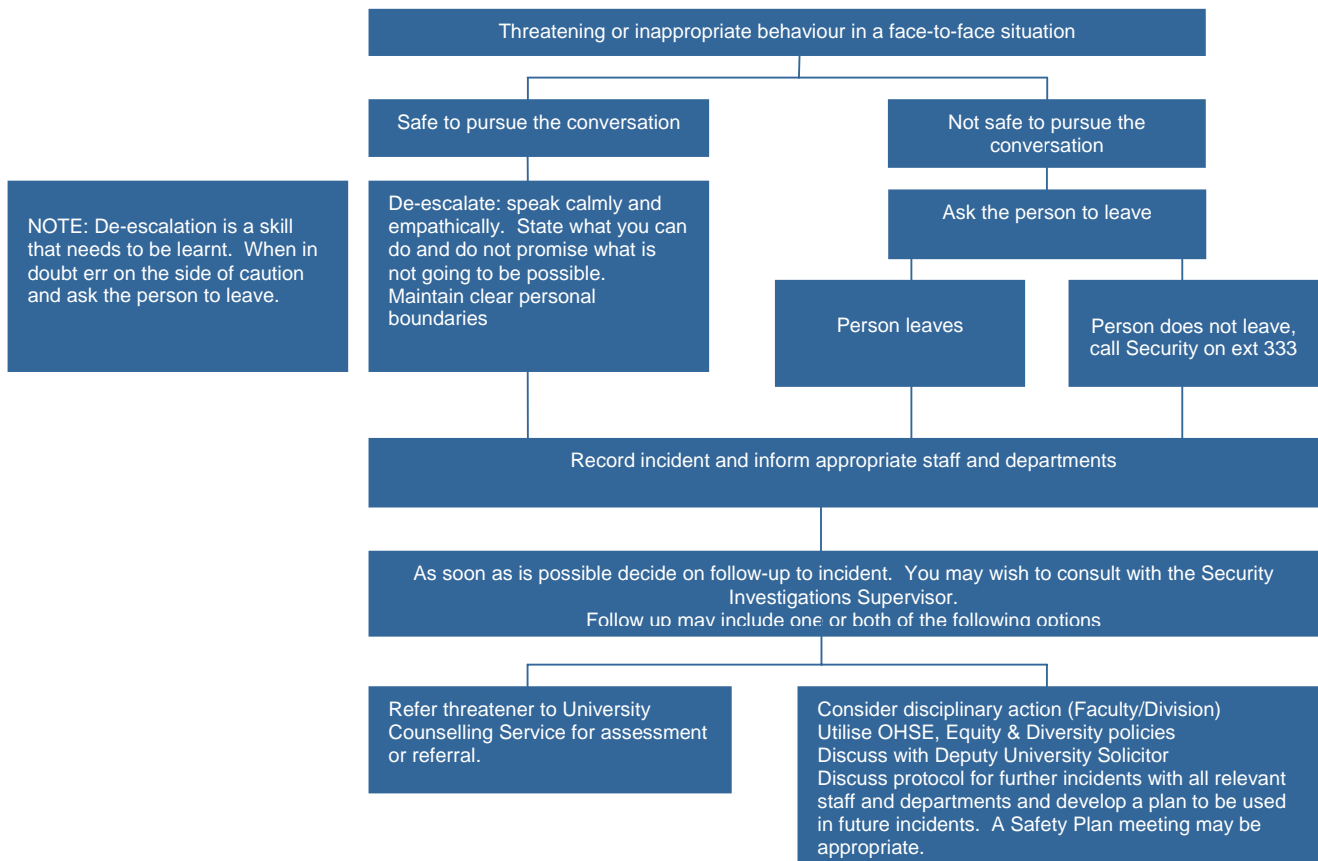 Threatening or inappropriate behaviour in a face-to-face situation
Safe to pursue the conversation
Not safe to pursue the
conversation
NOTE: De-escalation is a skill
that needs to be learnt. When in
doubt err on the side of caution
and ask the person to leave.
De-escalate: speak calmly and
empathically. State what you can
do and do not promise what is
not going to be possible.
Maintain clear personal
boundaries
Ask the person to leave
Person leaves
Person does not leave,
call Security on ext 333
Record incident and inform appropriate staff and departments
As soon as is possible decide on follow-up to incident. You may wish to consult with the Security
Investigations Supervisor.
Follow up may include one or both of the following options
Refer threatener to University
Counselling Service for assessment
or referral.
Consider disciplinary action (Faculty/Division)
Utilise OHSE, Equity & Diversity policies
Discuss with Deputy University Solicitor
Discuss protocol for further incidents with all relevant
staff and departments and develop a plan to be used
in future incidents. A Safety Plan meeting may be
appropriate.